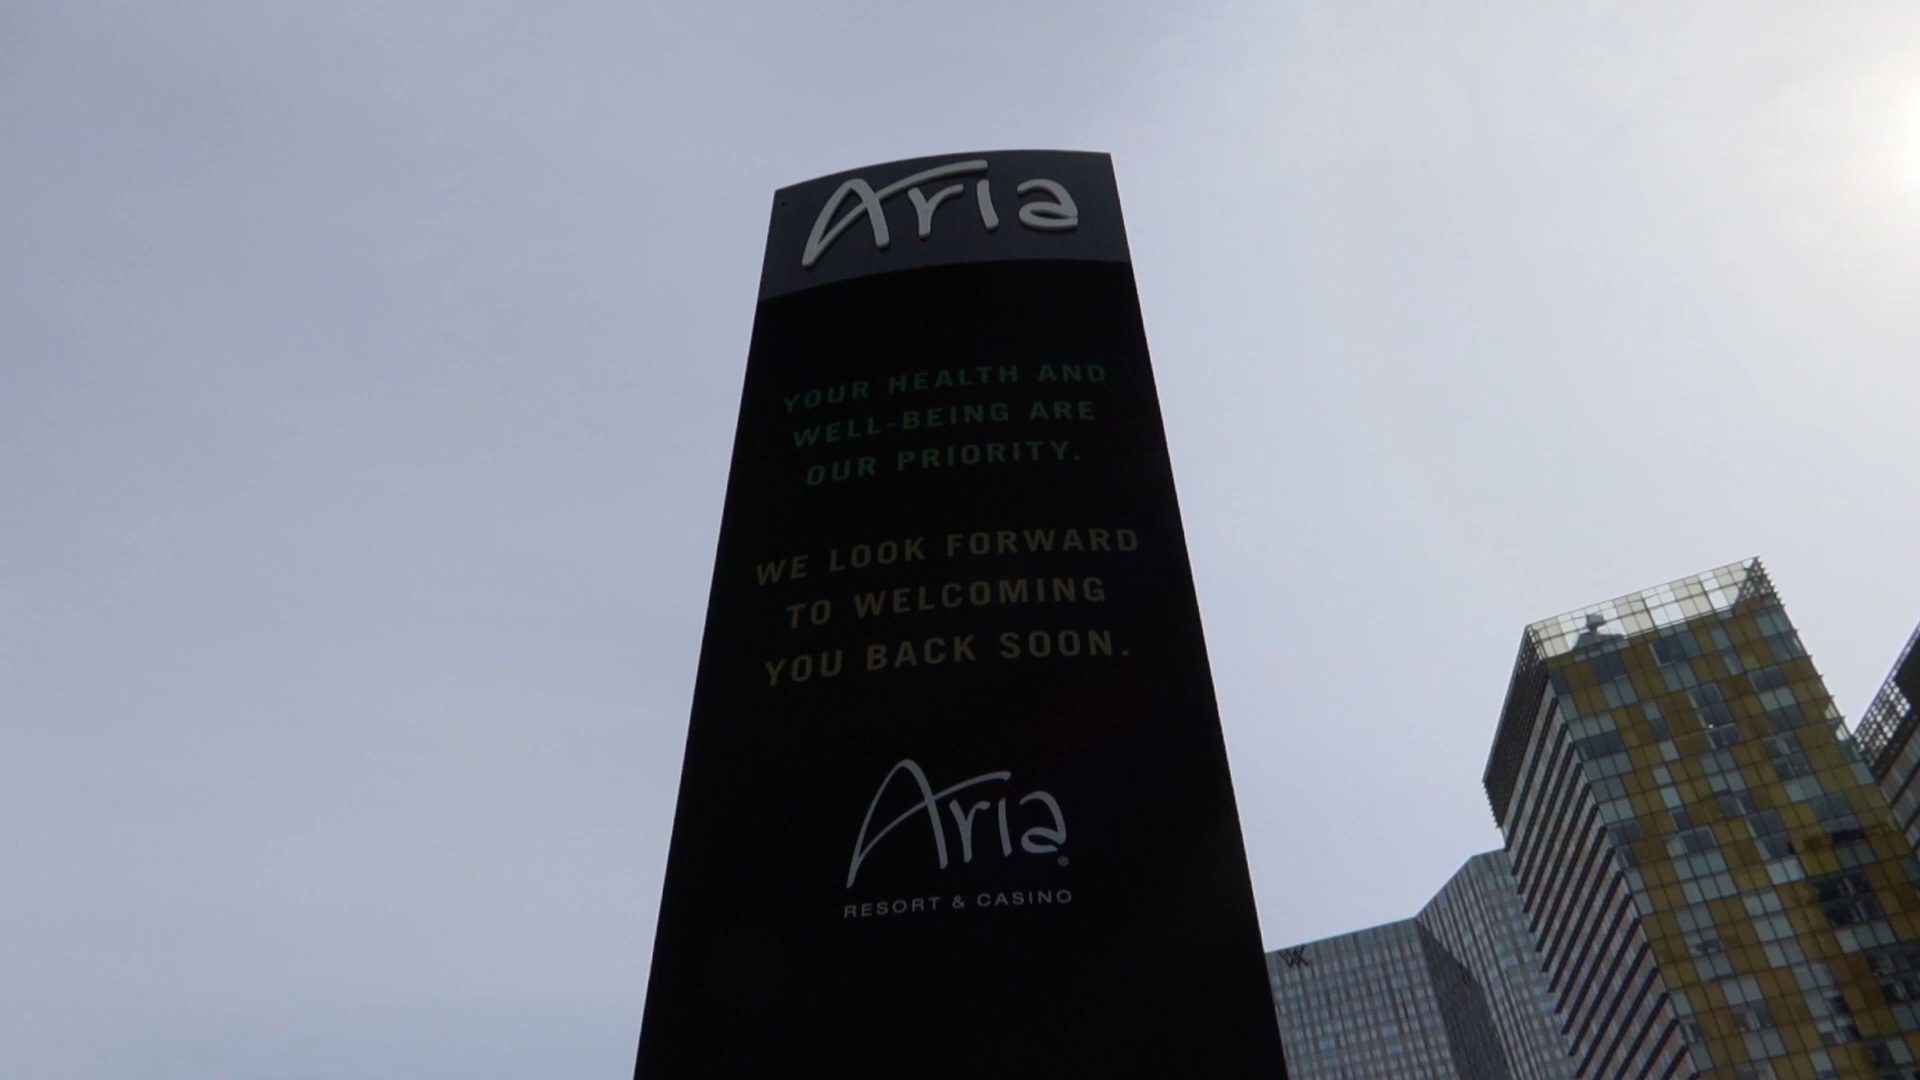 Aria
YOUR HEALTH AND
WELL-BEING ARE
OUR PRIORITY.
WE LOOK FORWARD
TO WELCOMING
YOU BACK SOON.
Aria®
RESORT & CASINO